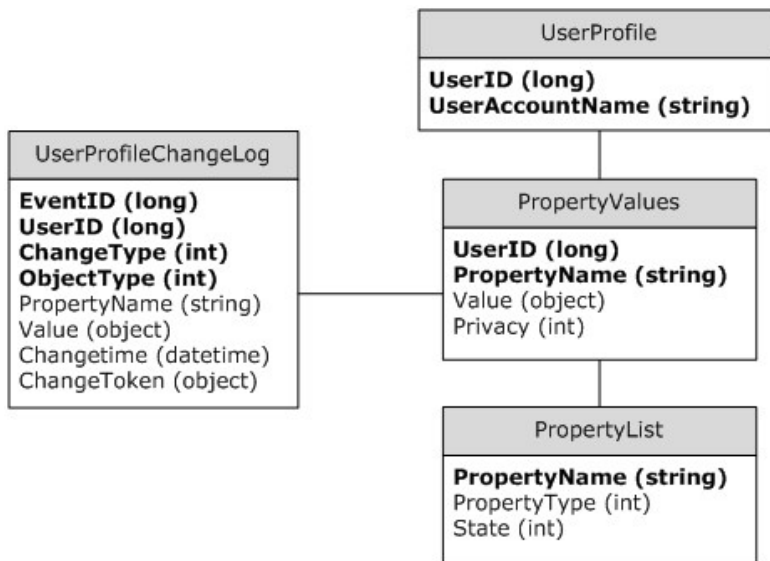 UserProfile
UserID (long)
UserAccountName (string)
UserProfileChangeLog
EventID (long)
UserID (long)
ChangeType (int)
ObjectType (int)
PropertyName (string)
Value (object)
Changetime (datetime)
ChangeToken (object)
PropertyValues
UserID (long)
PropertyName (string)
Value (object)
Privacy (int)
PropertyList
PropertyName (string)
PropertyType (int)
State (int)